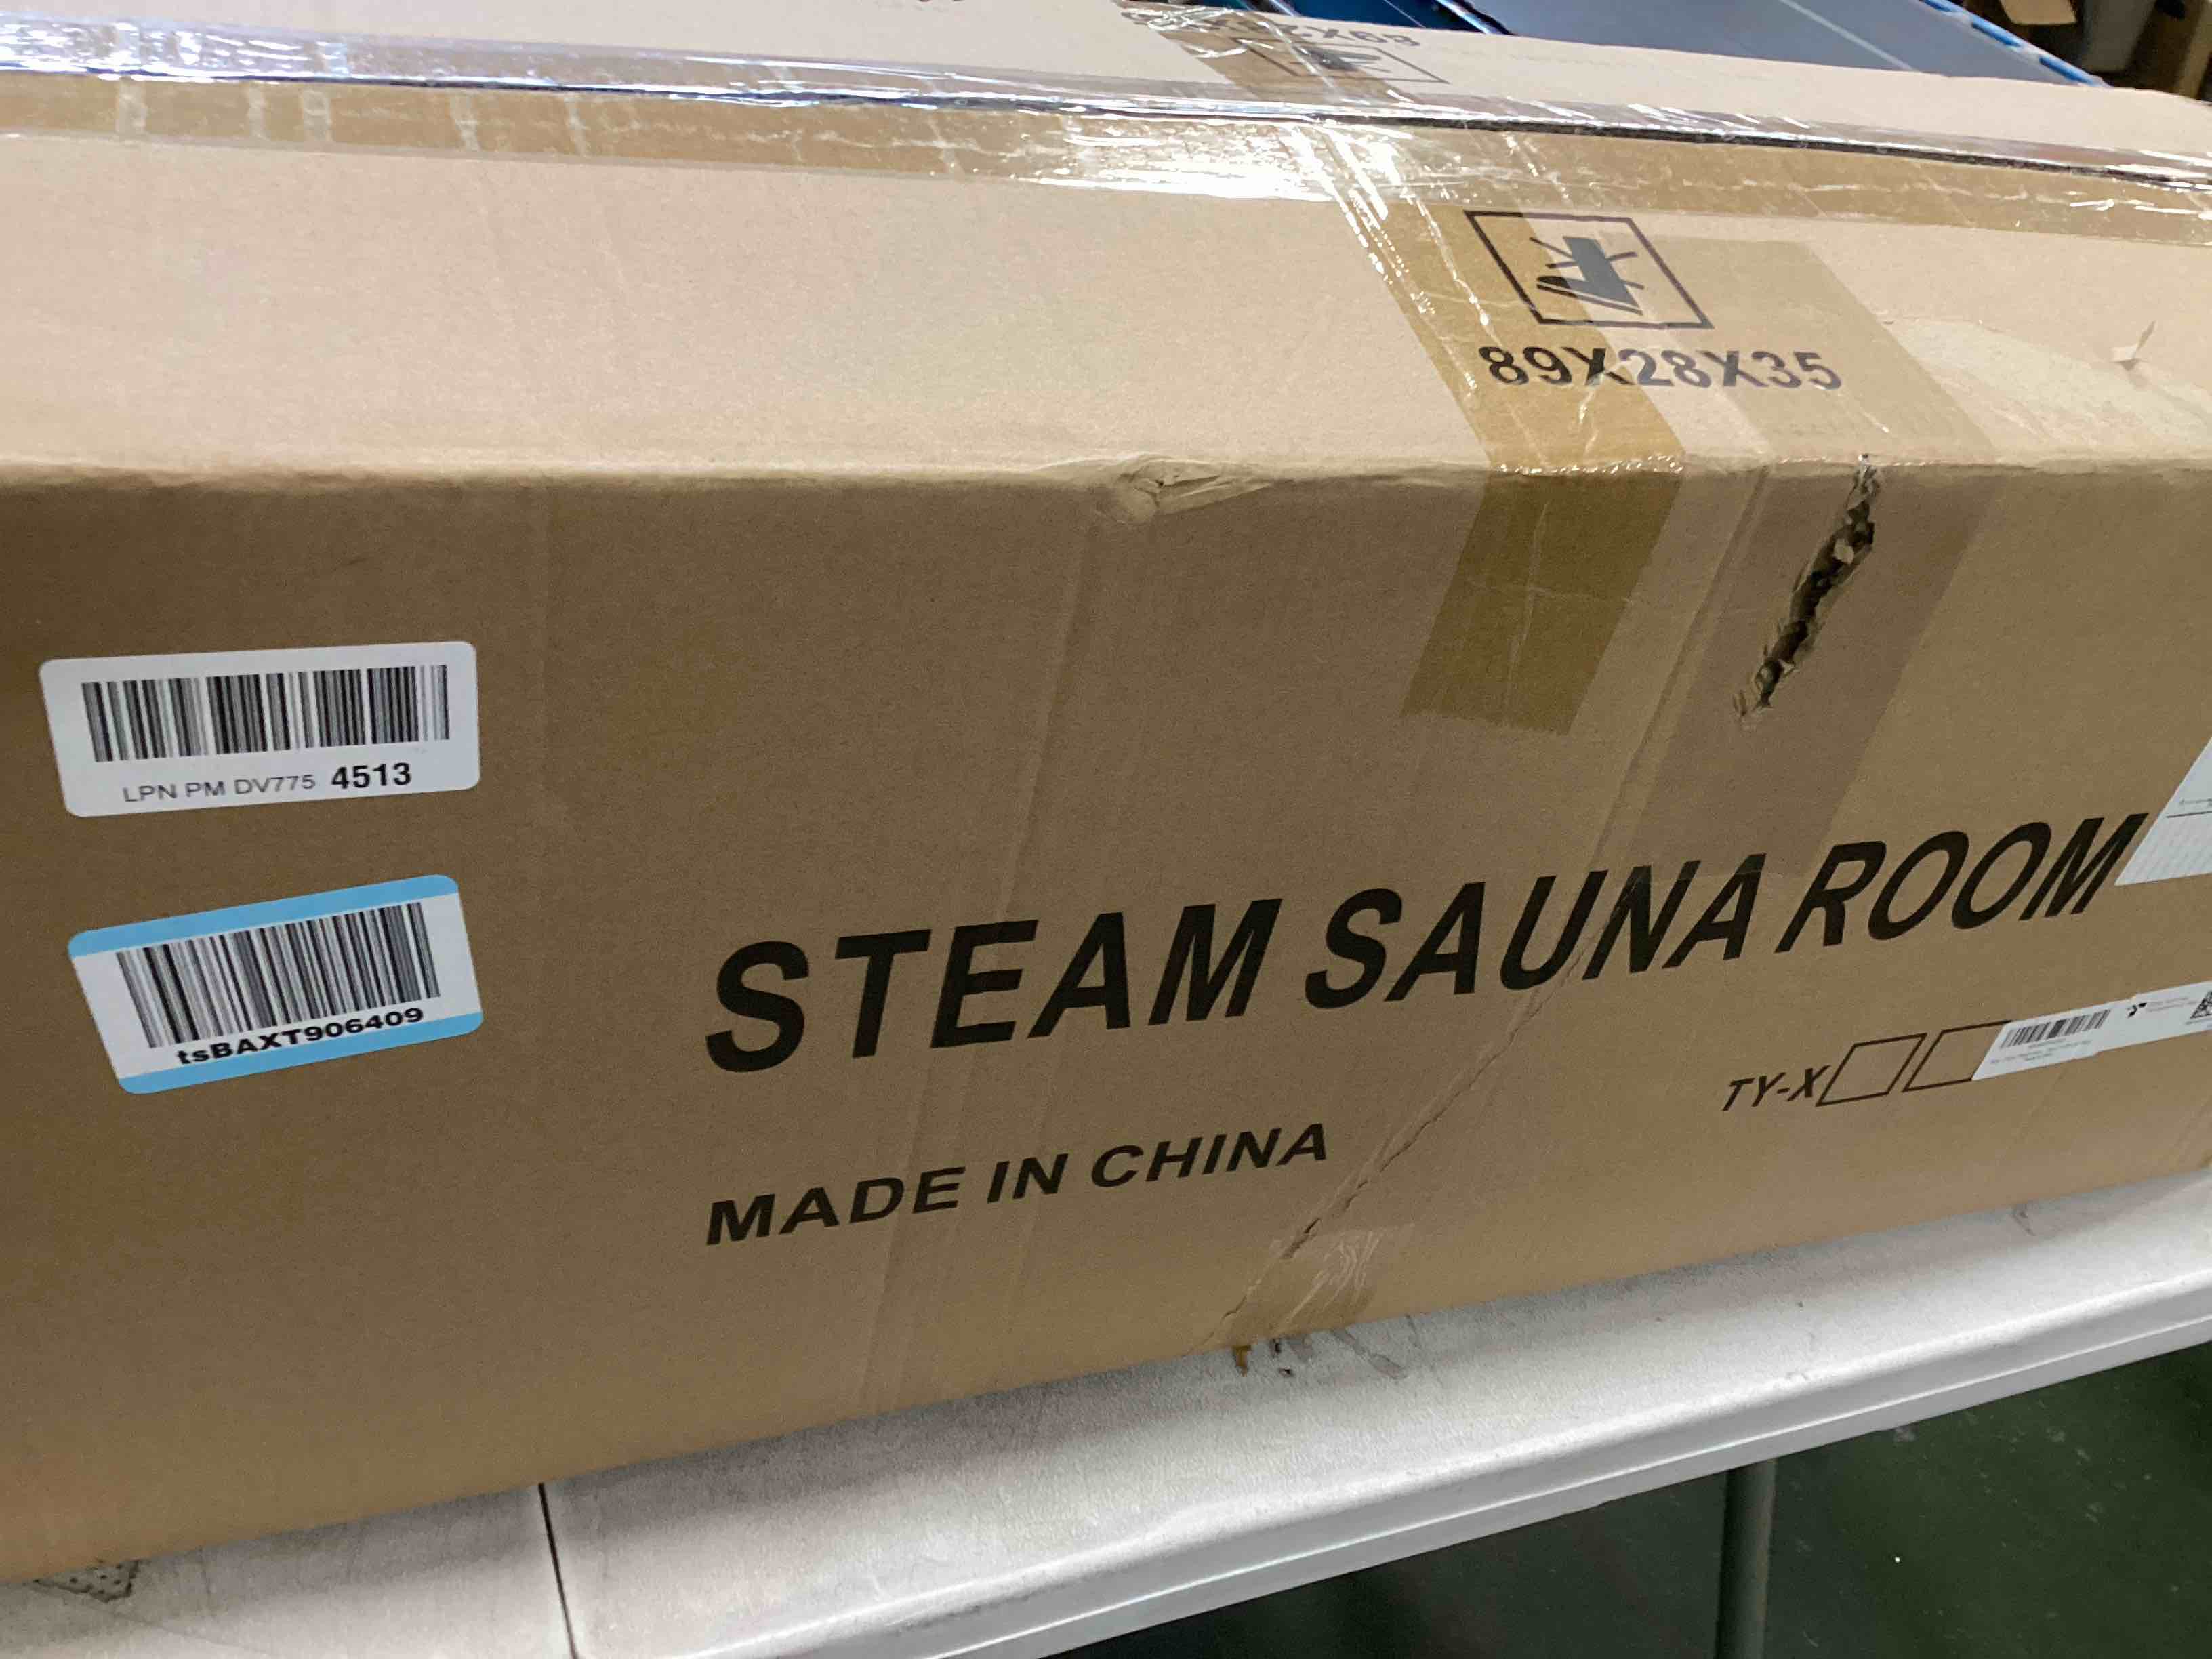 89X28X35
LPN PM DV775 4513
tsBAXT906409
STEAM SAUNA ROOM
TY-X
MADE IN CHINA